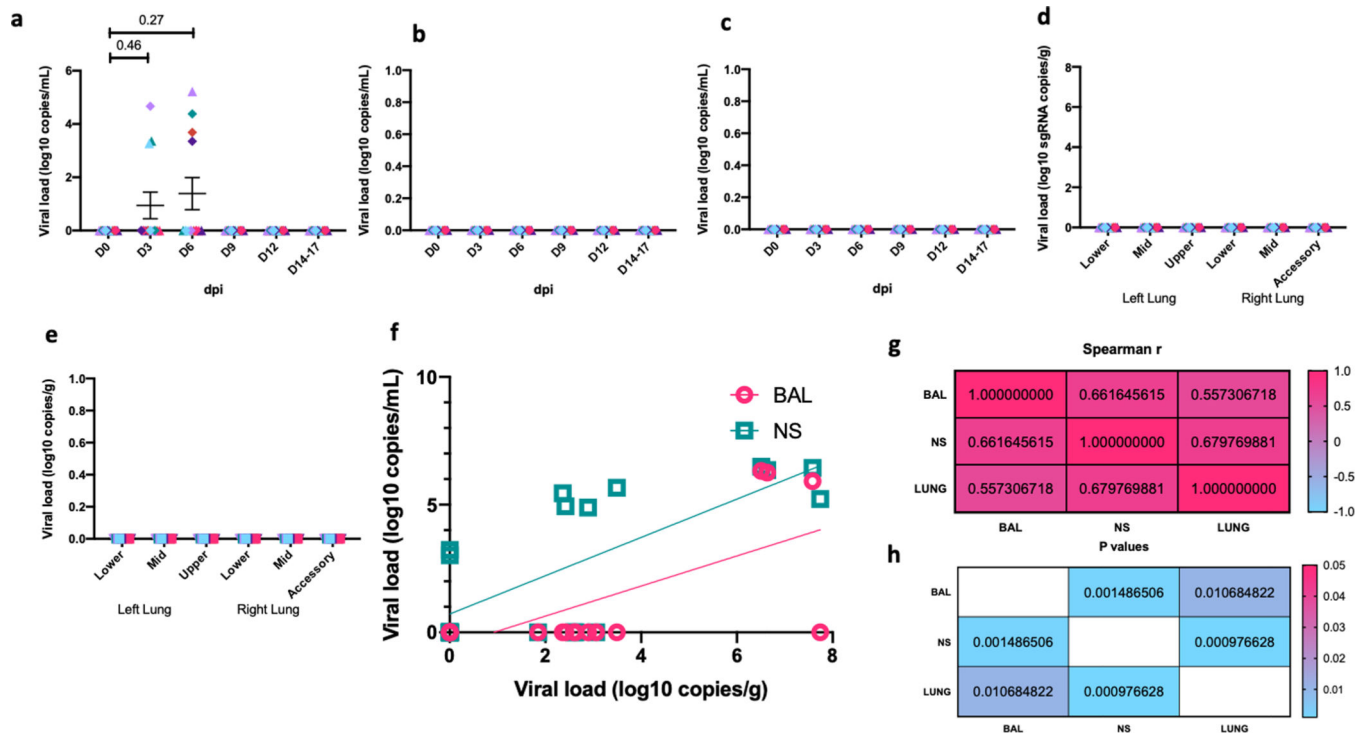 a
0.27
0.46
Viral load (log10 copies/mL)
6
4
2
0
D0 D3 D6 D9 D12 D14-17
dpi
b
Viral load (log10 copies/mL)
1.0
0.8
0.6
0.4
0.2
0.0
D0 D3 D6 D9 D12 D14-17
dpi
c
Viral load (log10 copies/mL)
1.0
0.8
0.6
0.4
0.2
0.0
D0 D3 D6 D9 D12 D14-17
dpi
d
Viral load (log10 sgRNA copies/g)
8
6
4
2
0
Lower Mid Upper Lower Mid Accessory
Left Lung Right Lung
e
Viral load (log10 copies/g)
1.0
0.8
0.6
0.4
0.2
0.0
Lower Mid Upper Lower Mid Accessory
Left Lung Right Lung
f
Viral load (log10 copies/mL)
10
5
0
0 2 4 6 8
Viral load (log10 copies/g)
BAL
NS
g
Spearman r
BAL 1.000000000 0.661645615 0.557306718
NS 0.661645615 1.000000000 0.679769881
LUNG 0.557306718 0.679769881 1.000000000
BAL NS LUNG
1.0
0.5
0
-0.5
-1.0
h
P values
BAL 0.001486506 0.010684822
NS 0.001486506 0.000976628
LUNG 0.010684822 0.000976628
BAL NS LUNG
0.05
0.04
0.03
0.02
0.01